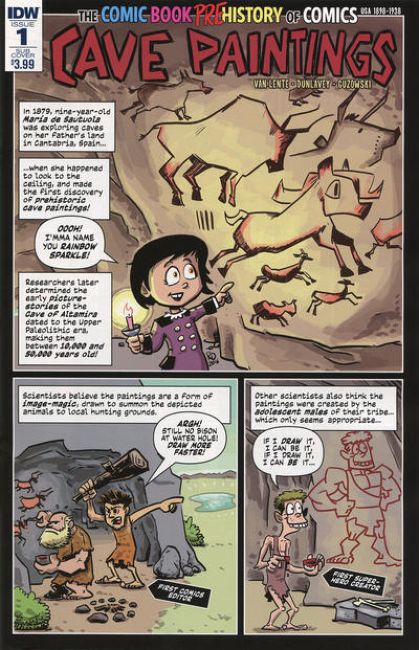 IDW
ISSUE
1
SUB
COVER
$3.99
THE COMIC BOOK PREHISTORY OF COMICS
USA 1898-1938
CAVE PAINTINGS
VAN LENTE • DUNLAVEY • GUZOWSKI
In 1879, nine-year-old
Maria de Sautuola
was exploring caves
on her father's land
in Cantabria, Spain...
...when she happened
to look to the
ceiling, and made
the first discovery
of prehistoric
cave paintings!
OOOH!
I'MMA NAME
YOU RAINBOW
SPARKLE!
Researchers later
determined the
early picture-
stories of the
Cave of Altamira
dated to the Upper
Paleolithic era,
making them
between 10,000 and
50,000 years old!
Scientists believe the paintings are a form of
image-magic, drawn to summon the depicted
animals to local hunting grounds.
ARGH!
STILL NO BISON
AT WATER HOLE!
DRAW MORE
FASTER!
FIRST COMICS
EDITOR
Other scientists also think the
paintings were created by the
adolescent males of their tribe...
which only seems appropriate...
IF I DRAW IT,
I CAN BE IT,
IF I DRAW IT,
I CAN BE IT...
FIRST SUPER-
HERO CREATOR